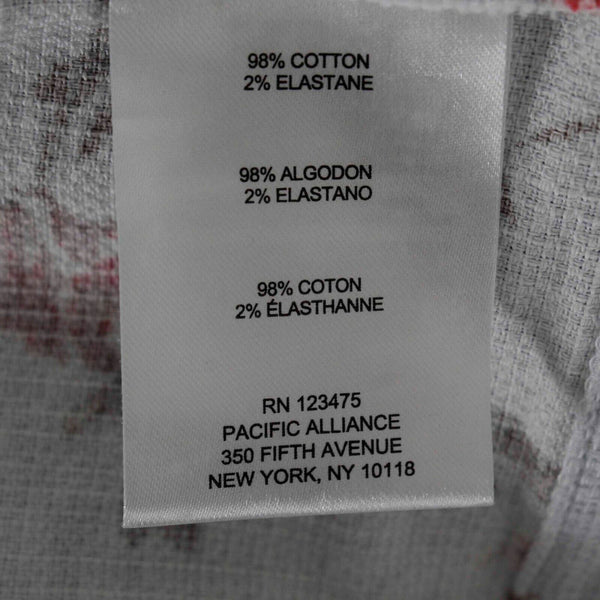 98% COTTON
2% ELASTANE
98% ALGODON
2% ELASTANO
98% COTON
2% ÉLASTHANNE
RN 123475
PACIFIC ALLIANCE
350 FIFTH AVENUE
NEW YORK, NY 10118